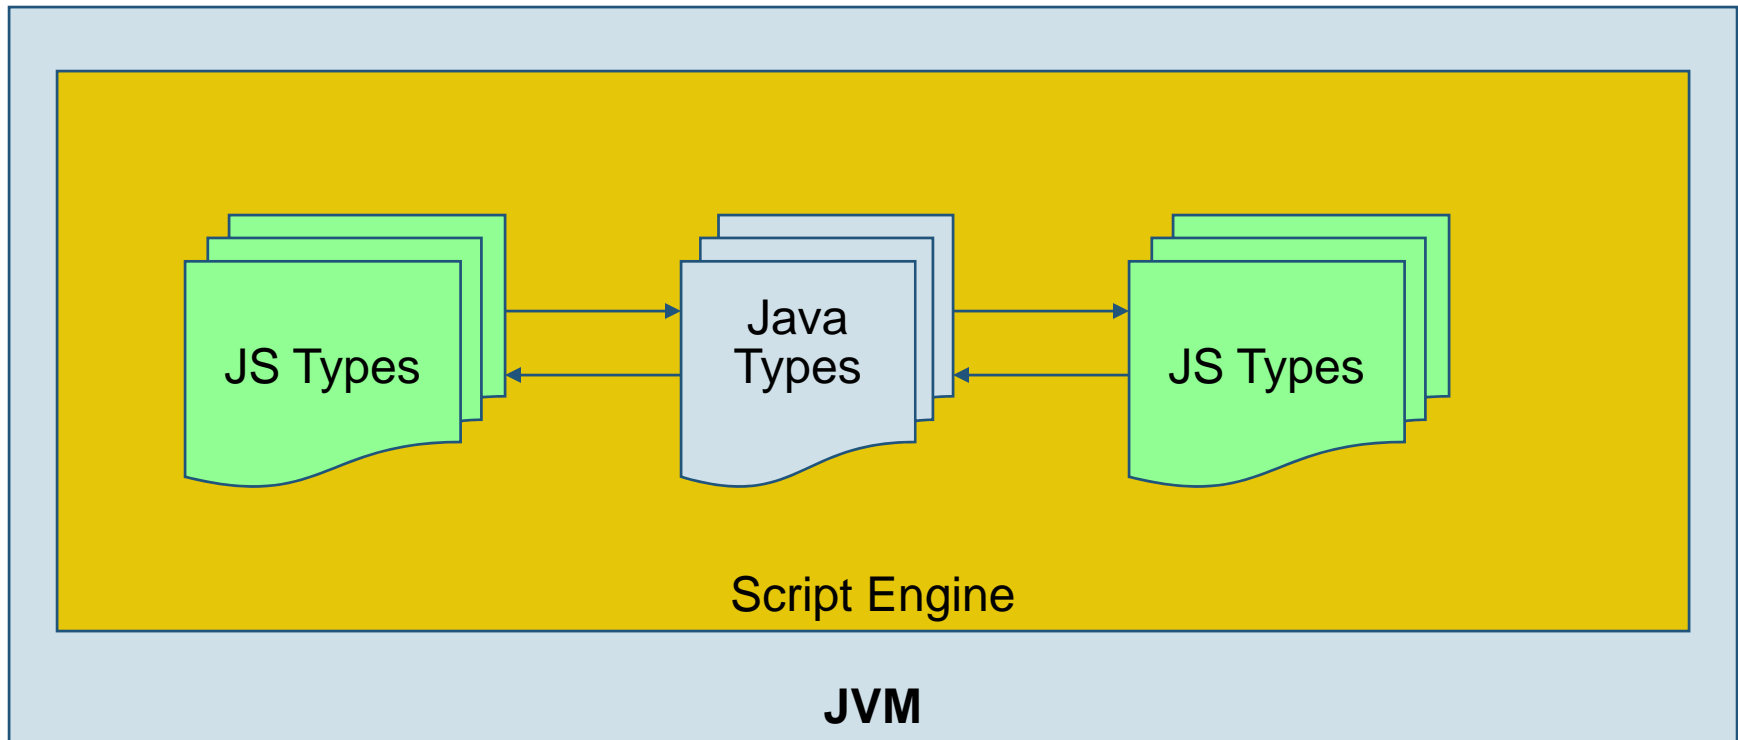 JS Types
Java
Types
JS Types
Script Engine
JVM